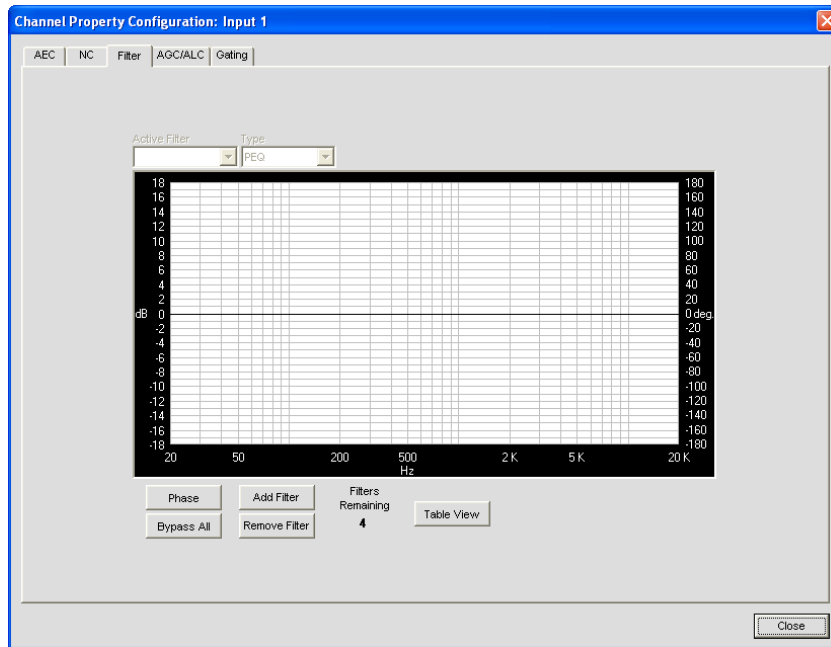 Channel Property Configuration: Input 1
AEC NC Filter AGC/ALC Gating
Active Filter Type
PEQ
18 180
16 160
14 140
12 120
10 100
8 80
6 60
4 40
2 20
dB 0 0 deg.
-2 -20
-4 -40
-6 -60
-8 -80
-10 -100
-12 -120
-14 -140
-16 -160
-18 -180
20 50 200 500 2 K 5 K 20 K
Hz
Phase Add Filter Filters
Remaining
Bypass All Remove Filter 4 Table View
Close